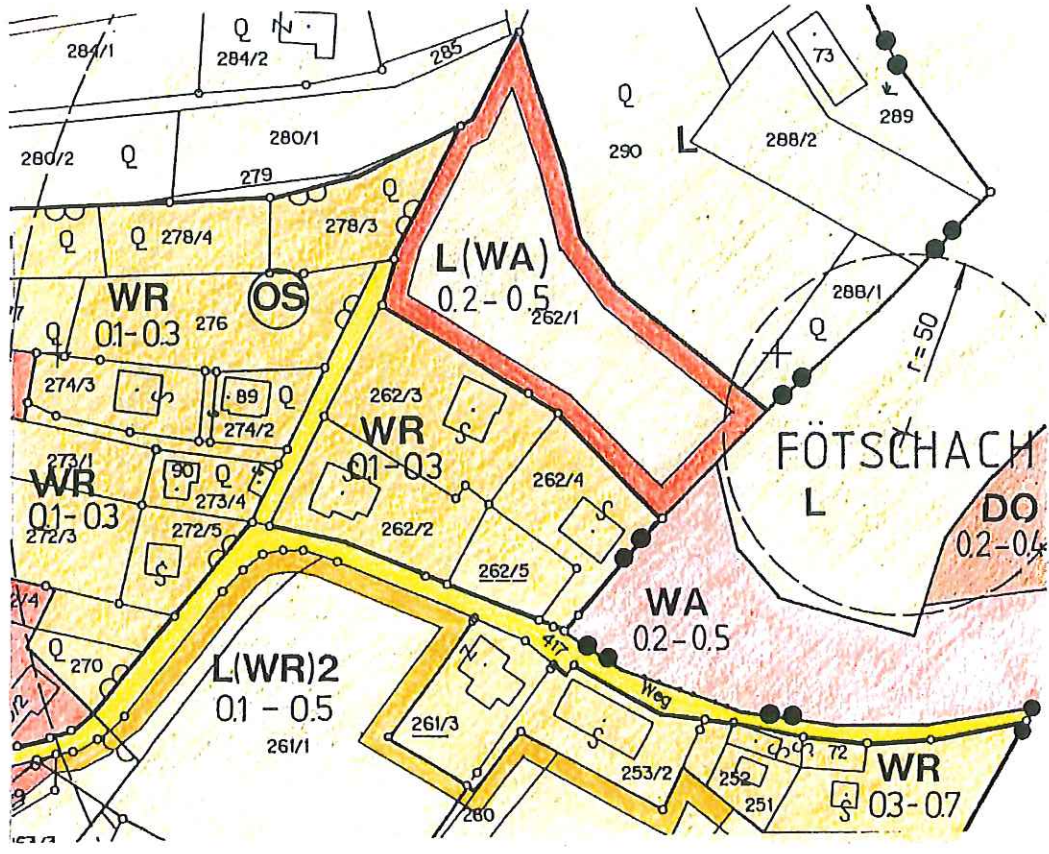 284/1
Q
284/2
285
Q
290
L
73
288/2
289
280/2
Q
280/1
279
Q
278/3
Q
278/4
Q
L(WA)
0.2-0.5
262/1
288/1
Q
r=50
WR
0.1-0.3
276
OS
Q
274/3
S
89
Q
274/2
262/3
S
WR
0.1-0.3
S
262/2
262/4
S
262/5
273/1
90
Q
273/4
WR
0.1-0.3
272/3
272/5
S
FÖTSCHACH
L
DO
0.2-0.4
WA
0.2-0.5
Q
270
L(WR)2
0.1 - 0.5
261/1
417
Weg
261/3
S
253/2
252
251
72
WR
0.3-0.7
S
260